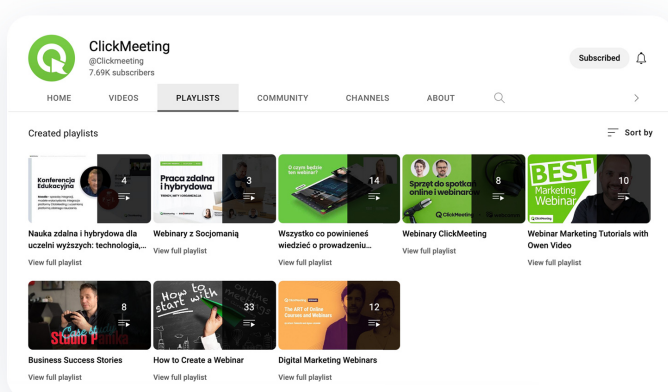 ClickMeeting
@Clickmeeting
7.69K subscribers
Subscribed
HOME VIDEOS PLAYLISTS COMMUNITY CHANNELS ABOUT
Created playlists
Sort by
Konferencja
Edukacyjna
4
Praca zdalna
i hybrydowa
3
O czym będzie
ten webinar?
14
Sprzęt do spotkań
online i webinarów
ClickMeeting
8
BEST
Marketing
Webinar
10
Nauka zdalna i hybrydowa dla
uczelni wyższych: technologia,...
View full playlist
Webinary z Socjomanią
View full playlist
Wszystko co powinieneś
wiedzieć o prowadzeniu...
View full playlist
Webinary ClickMeeting
View full playlist
Webinar Marketing Tutorials with
Owen Video
View full playlist
Case study
Studio Panika
8
How to
start with
online
meetings
33
The ART of Online
Courses and Webinars
12
Business Success Stories
View full playlist
How to Create a Webinar
View full playlist
Digital Marketing Webinars
View full playlist